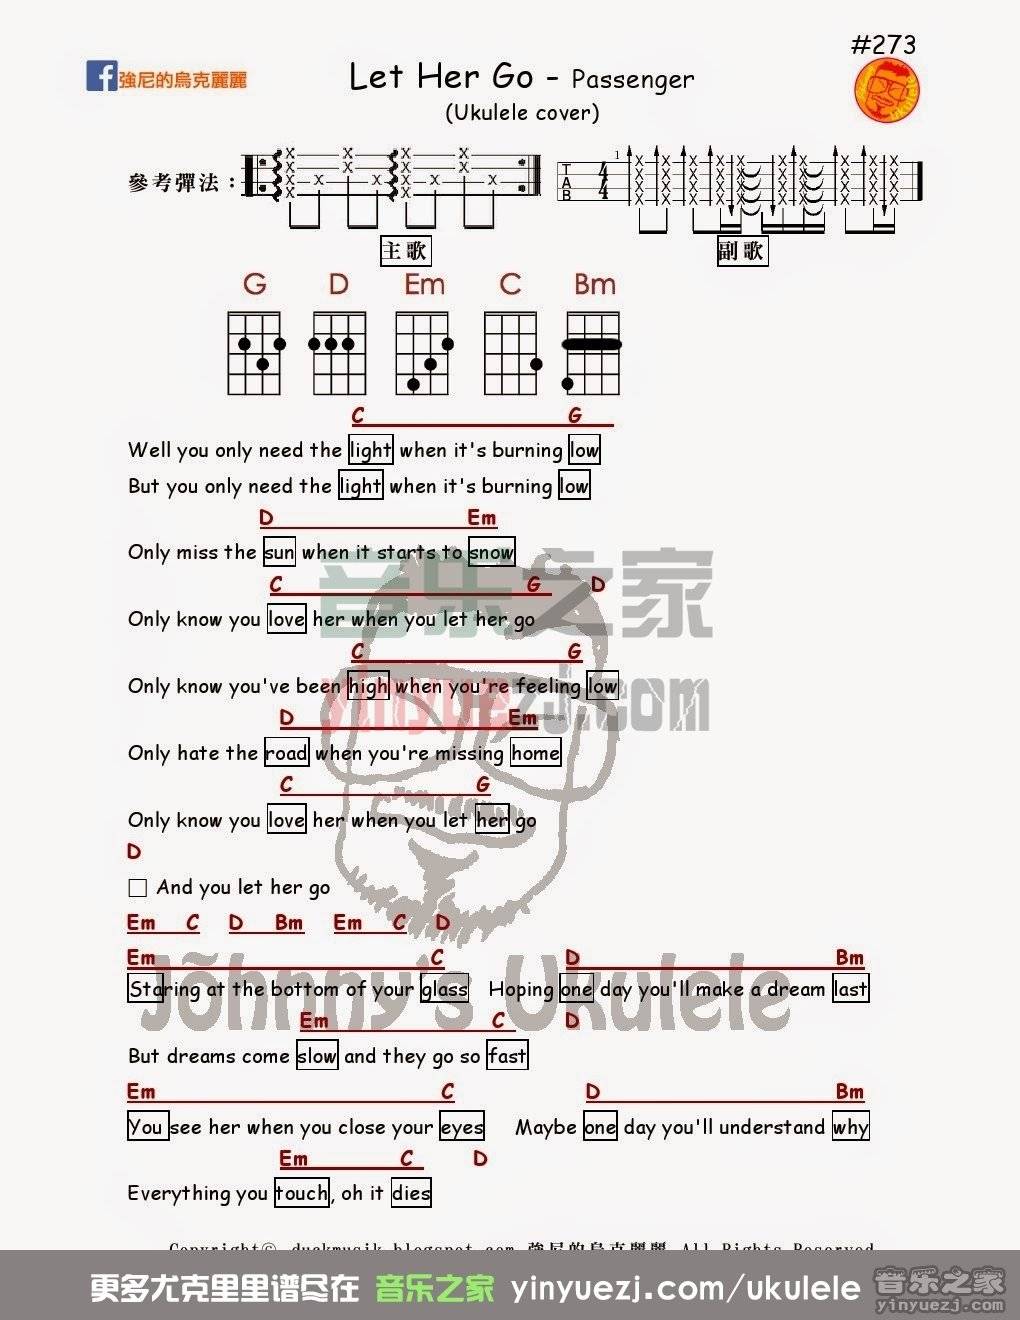 #273
強尼的烏克麗麗
Let Her Go - Passenger
(Ukulele cover)
參考彈法：
主歌
副歌
G D Em C Bm
C G
Well you only need the light when it's burning low
But you only need the light when it's burning low
D Em
Only miss the sun when it starts to snow
C G D
Only know you love her when you let her go
C G
Only know you've been high when you're feeling low
D Em
Only hate the road when you're missing home
C G
Only know you love her when you let her go
D
And you let her go
Em C D Bm Em C D
Em C D Bm
Staring at the bottom of your glass Hoping one day you'll make a dream last
Em C D
But dreams come slow and they go so fast
Em C D Bm
You see her when you close your eyes Maybe one day you'll understand why
Em C D
Everything you touch, oh it dies
音乐之家
yinyuezj.com
Jõhnny's Ukulele
Copyright© duckmusik.blogspot.com 強尼的烏克麗麗 All Rights Reserved
更多尤克里里谱尽在 音乐之家 yinyuezj.com/ukulele
音乐之家
yinyuezj.com